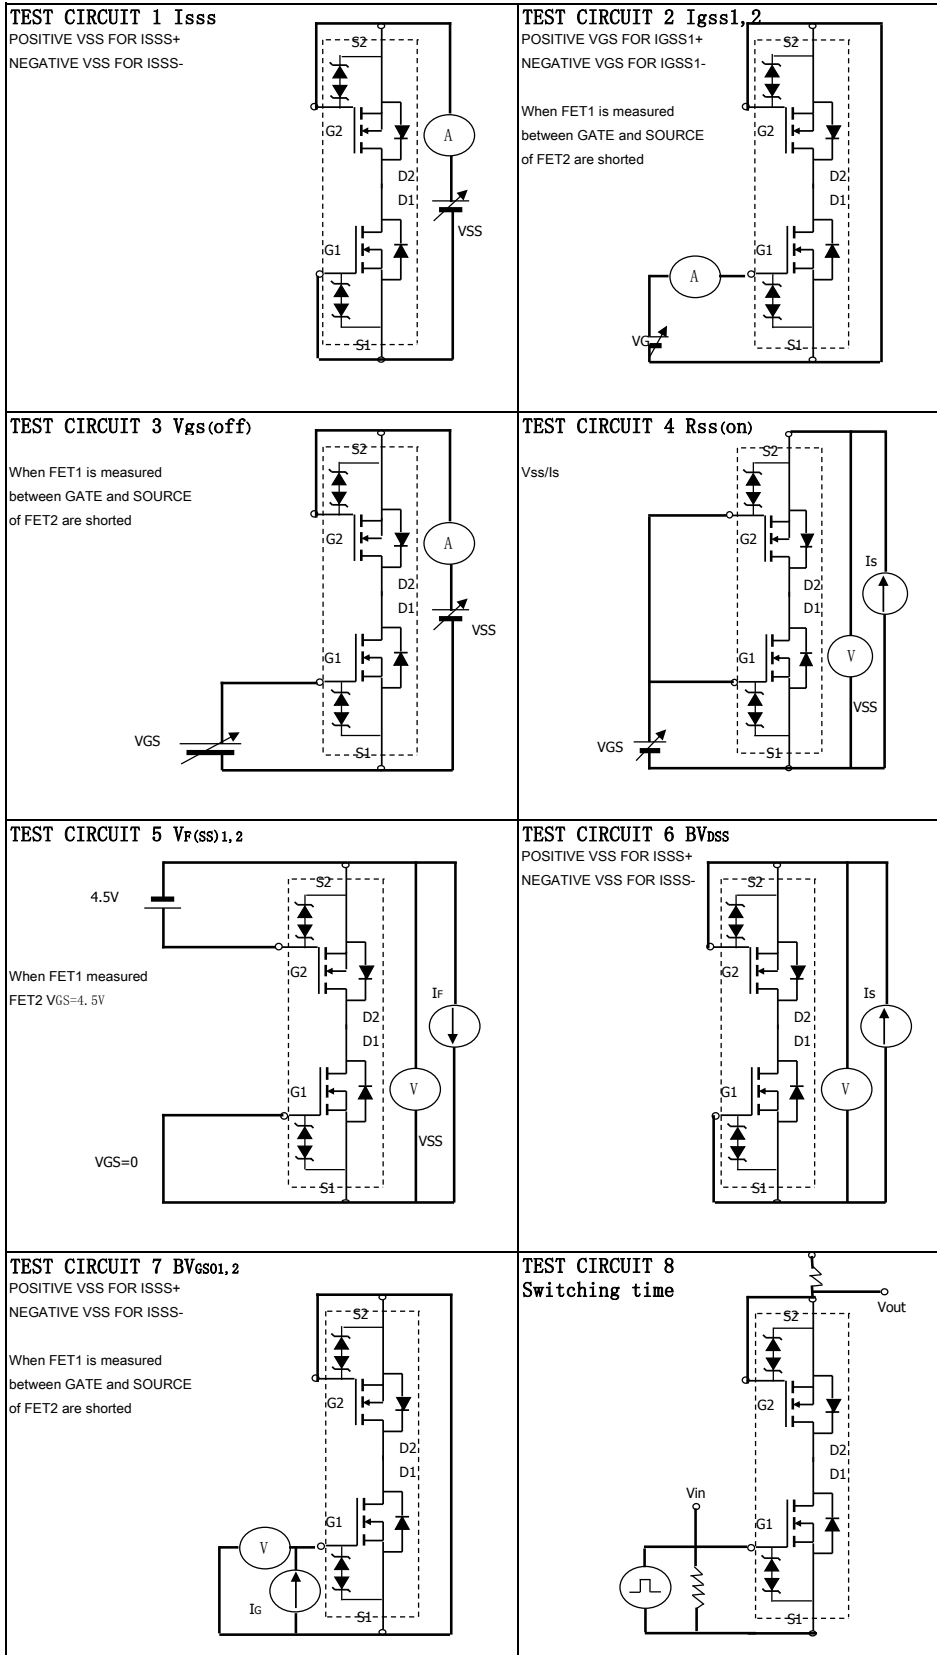 TEST CIRCUIT 1 Isss
POSITIVE VSS FOR ISSS+
NEGATIVE VSS FOR ISSS-
S2
G2
A
D2
D1
VSS
G1
S1
TEST CIRCUIT 2 Igss1,2
POSITIVE VGS FOR IGSS1+
NEGATIVE VGS FOR IGSS1-
When FET1 is measured
between GATE and SOURCE
of FET2 are shorted
S2
G2
D2
D1
G1
A
VG
S1
TEST CIRCUIT 3 Vgs(off)
When FET1 is measured
between GATE and SOURCE
of FET2 are shorted
S2
G2
A
D2
D1
VSS
G1
VGS
S1
TEST CIRCUIT 4 Rss(on)
Vss/Is
S2
G2
Is
D2
D1
G1
V
VSS
VGS
S1
TEST CIRCUIT 5 VF(SS)1,2
4.5V
When FET1 measured
FET2 VGS=4.5V
S2
G2
IF
D2
D1
G1
V
VSS
VGS=0
S1
TEST CIRCUIT 6 BVDSS
POSITIVE VSS FOR ISSS+
NEGATIVE VSS FOR ISSS-
S2
G2
Is
D2
D1
G1
V
S1
TEST CIRCUIT 7 BVGSO1,2
POSITIVE VSS FOR ISSS+
NEGATIVE VSS FOR ISSS-
When FET1 is measured
between GATE and SOURCE
of FET2 are shorted
S2
G2
D2
D1
G1
V
IG
S1
TEST CIRCUIT 8
Switching time
Vout
S2
G2
D2
D1
Vin
G1
S1